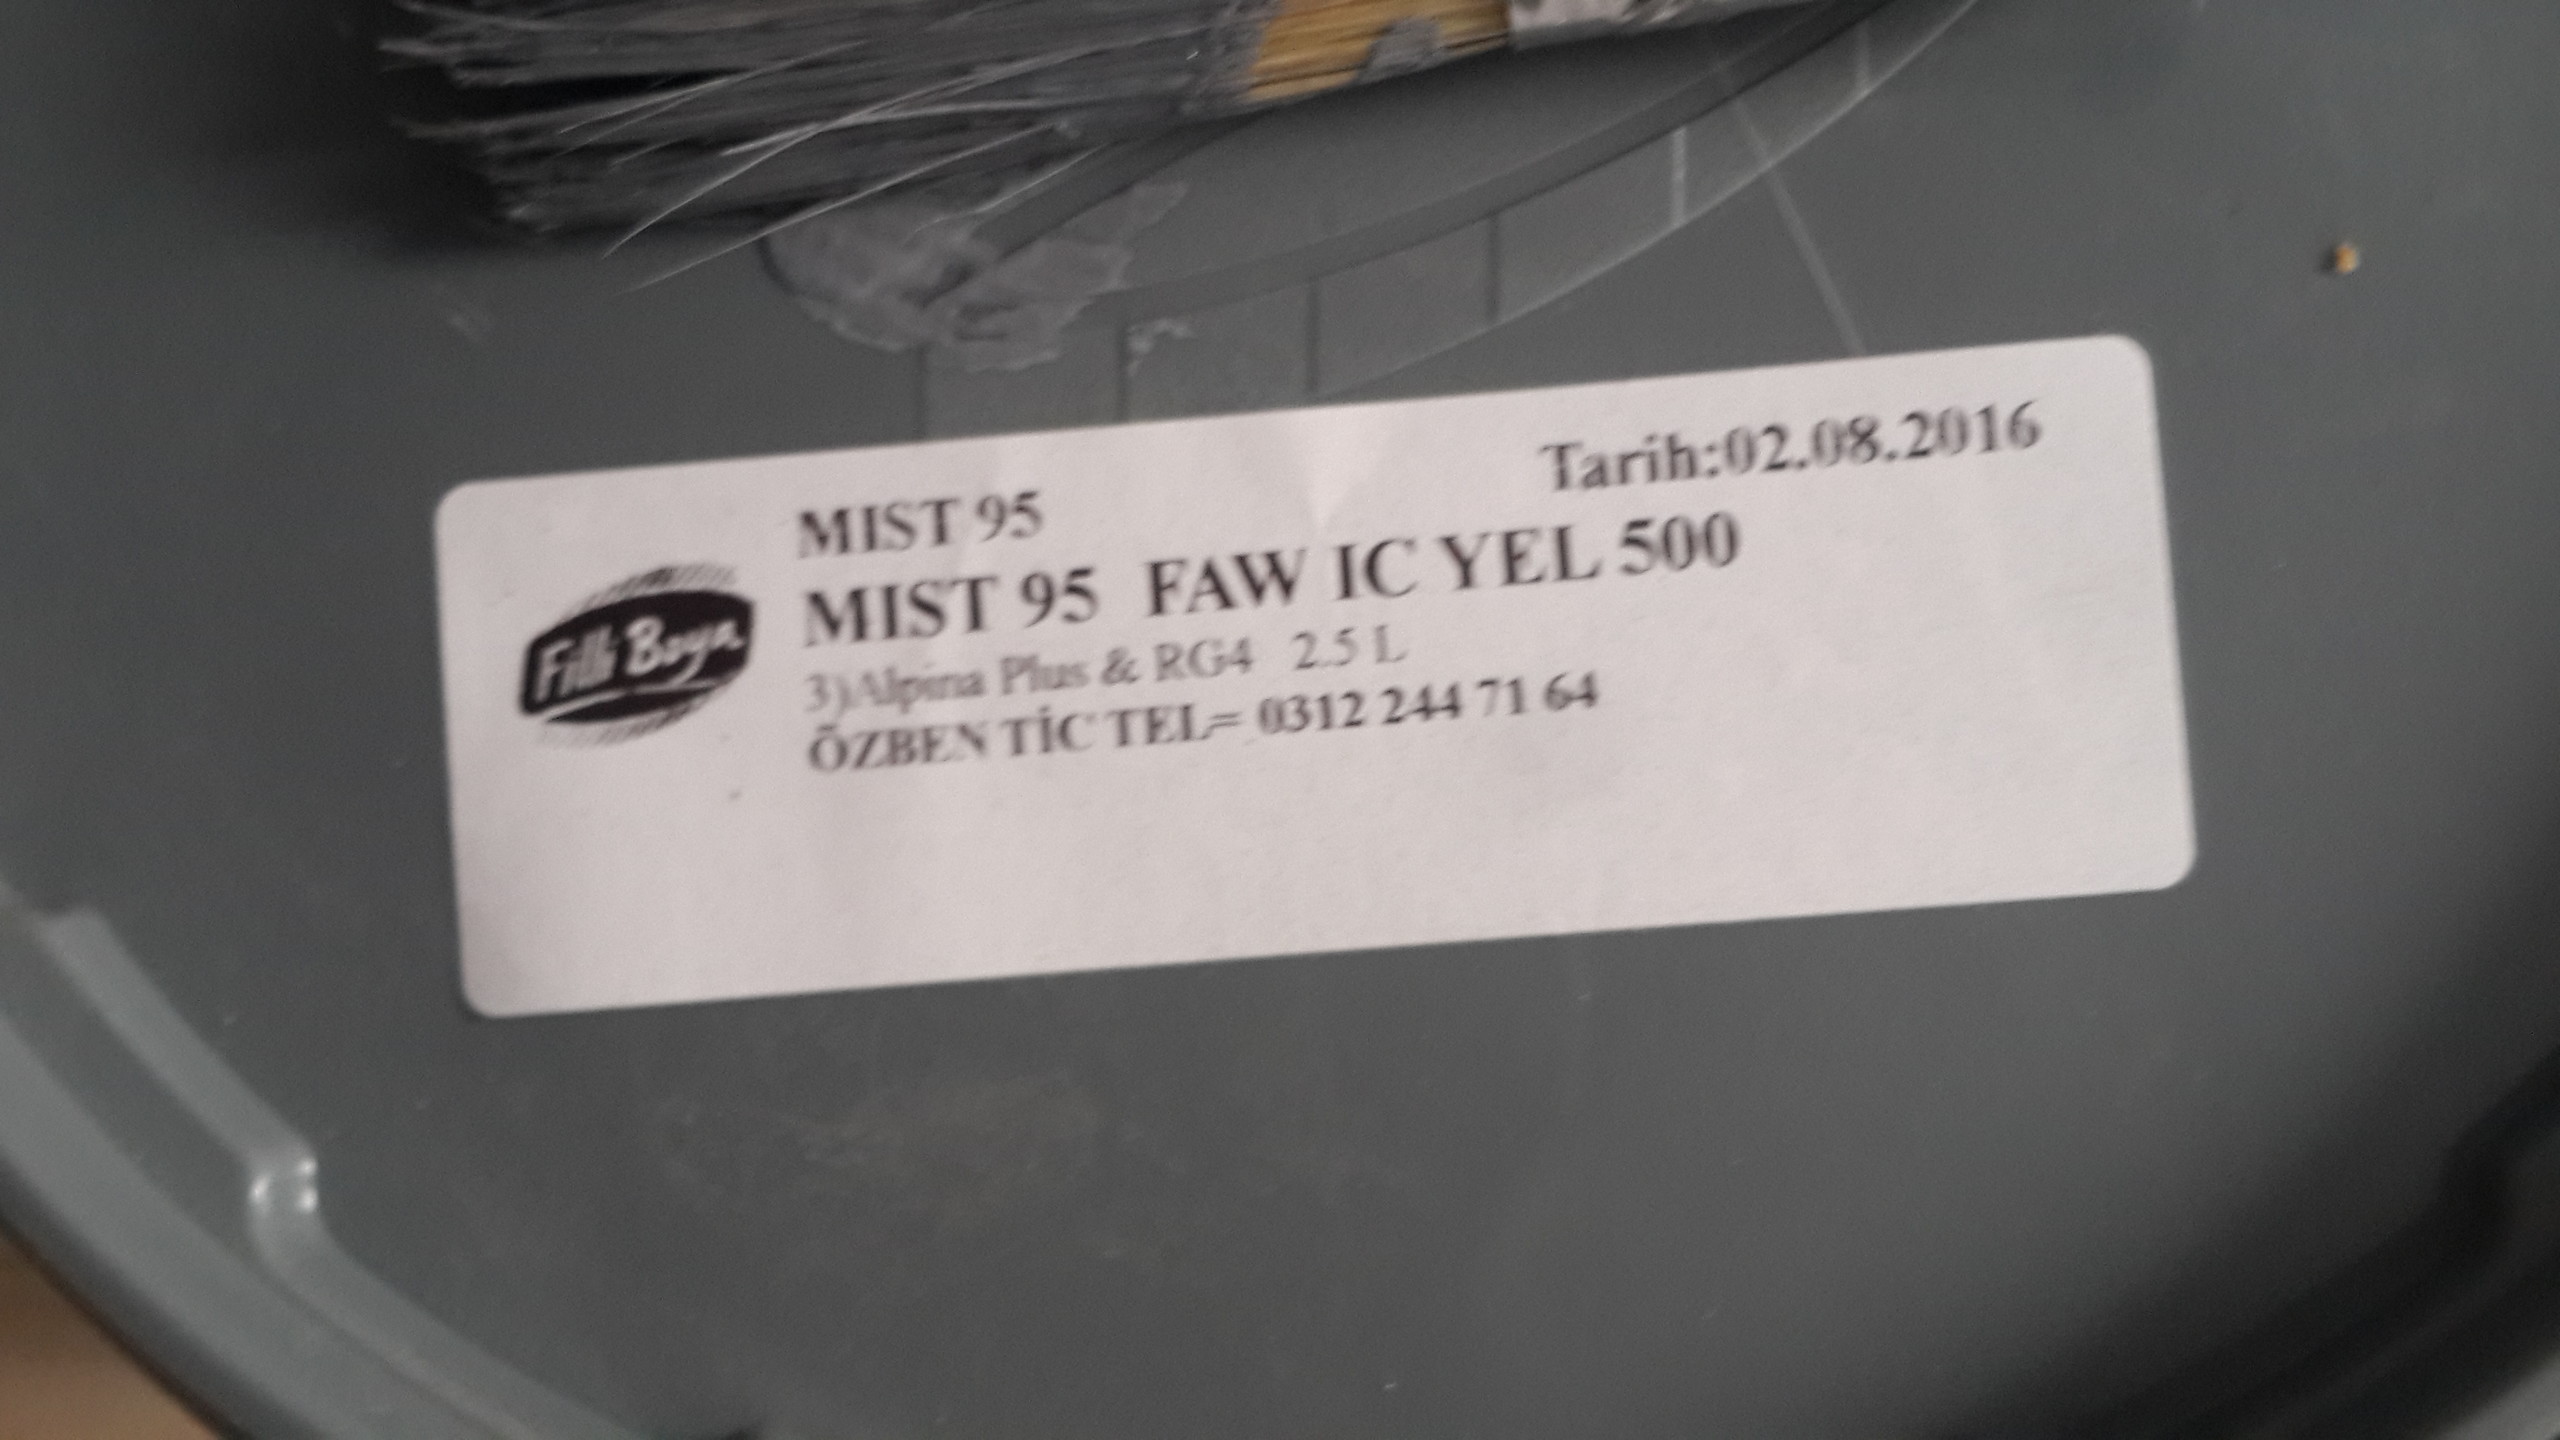 Tarih:02.08.2016
MIST 95
MIST 95 FAW IC YEL 500
Filli Boya
3)Alpina Plus & RG4 2.5 L
ÖZBEN TİC TEL= 0312 244 71 64